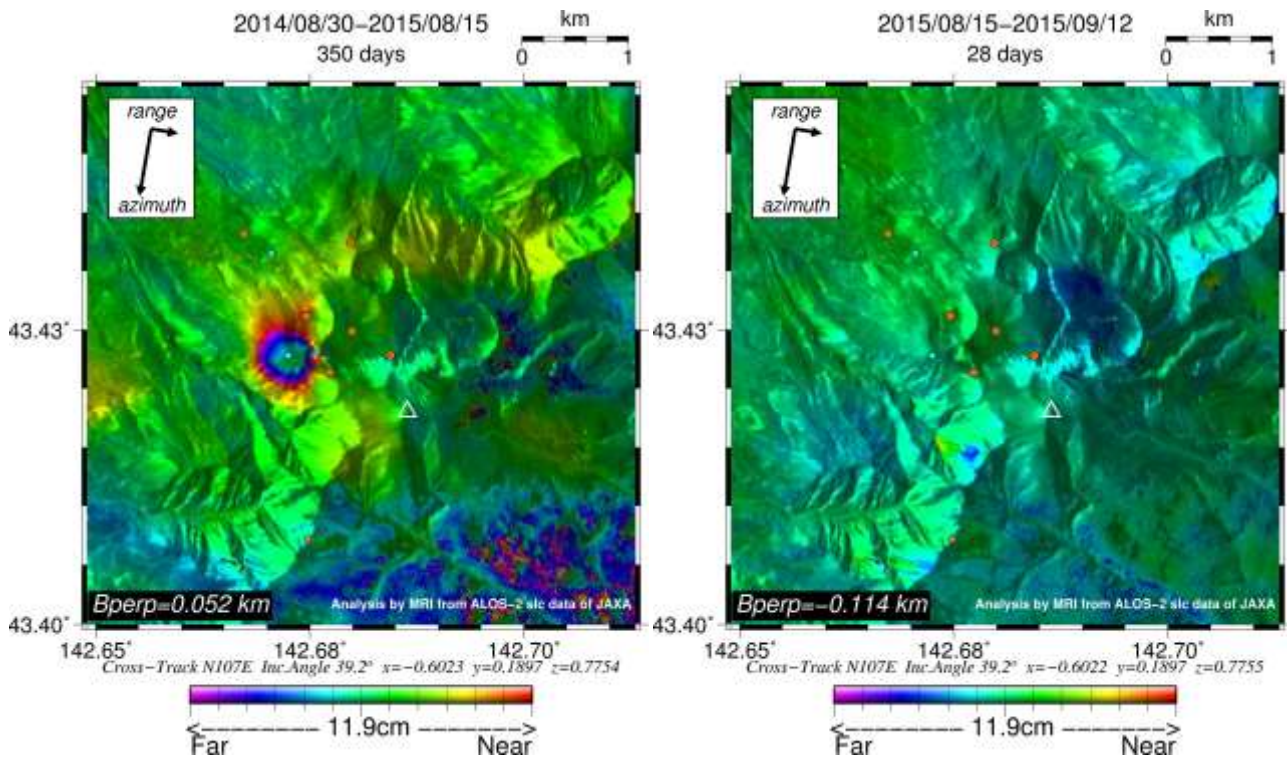 2014/08/30−2015/08/15
350 days
km
0 1
range
azimuth
43.43°
43.40°
Bperp=0.052 km
Analysis by MRI from ALOS−2 slc data of JAXA
142.65° 142.68° 142.70°
Cross−Track N107E Inc.Angle 39.2° x=−0.6023 y=0.1897 z=0.7754
<−−−−−−− 11.9cm −−−−−−−>
Far Near
2015/08/15−2015/09/12
28 days
km
0 1
range
azimuth
43.43°
43.40°
Bperp=−0.114 km
Analysis by MRI from ALOS−2 slc data of JAXA
142.65° 142.68° 142.70°
Cross−Track N107E Inc.Angle 39.2° x=−0.6022 y=0.1897 z=0.7755
<−−−−−−− 11.9cm −−−−−−−>
Far Near